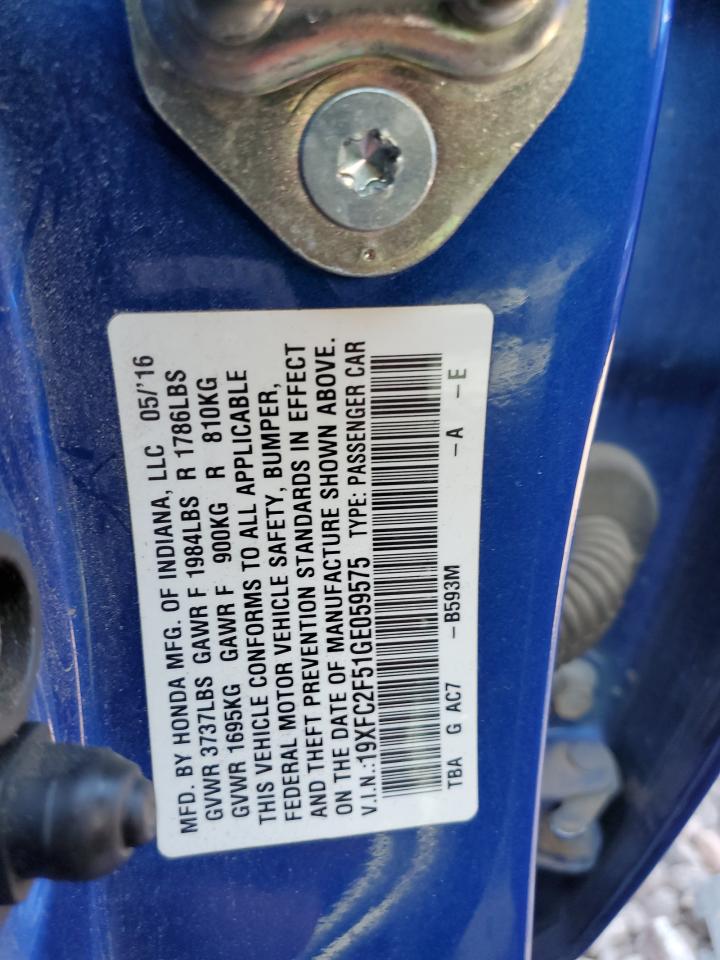 MFD. BY HONDA MFG. OF INDIANA, LLC 05/'16
GVWR 3737LBS GAWR F 1984LBS R 1786LBS
GVWR 1695KG GAWR F 900KG R 810KG
THIS VEHICLE CONFORMS TO ALL APPLICABLE
FEDERAL MOTOR VEHICLE SAFETY, BUMPER,
AND THEFT PREVENTION STANDARDS IN EFFECT
ON THE DATE OF MANUFACTURE SHOWN ABOVE.
V.I.N.:19XFC2F51GE059575 TYPE: PASSENGER CAR
TBA G AC7 -B593M -A -E